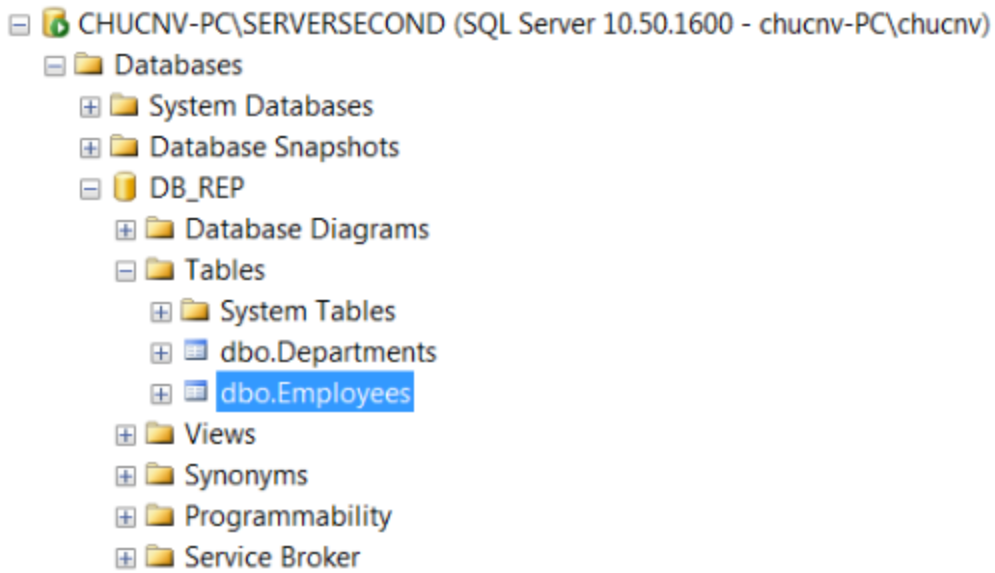 CHUCNV-PC\SERVERSECOND (SQL Server 10.50.1600 - chucnv-PC\chucnv)
Databases
System Databases
Database Snapshots
DB_REP
Database Diagrams
Tables
System Tables
dbo.Departments
dbo.Employees
Views
Synonyms
Programmability
Service Broker